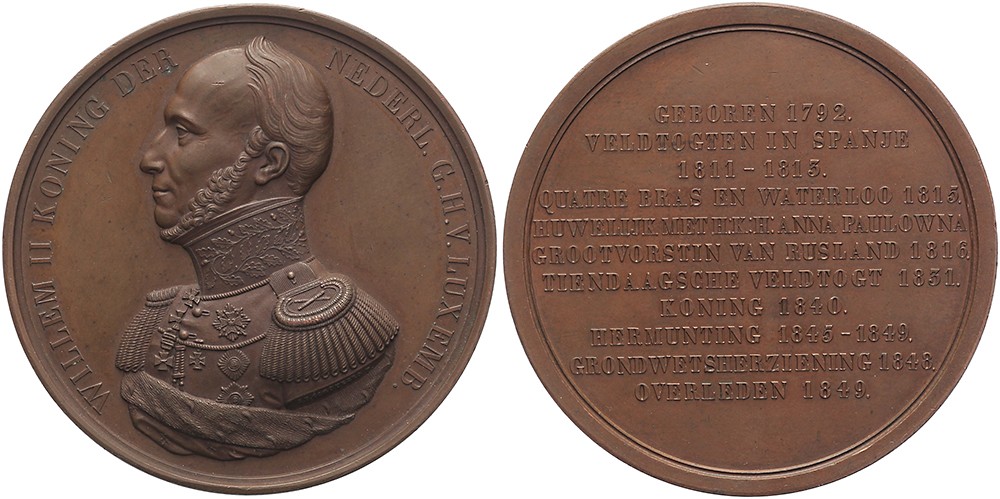 WILLEM II KONING DER NEDERL. G.H.V. LUXEMB.
GEBOREN 1792.
VELDTOGTEN IN SPANJE
1811-1813.
QUATRE BRAS EN WATERLOO 1815.
HUWELIJK MET H.K.H. ANNA PAULOWNA
GROOTVORSTIN VAN RUSLAND 1816.
TIENDAAGSCHE VELDTOGT 1831.
KONING 1840.
HERMUNTING 1845-1849.
GRONDWETSHERZIENING 1848.
OVERLEDEN 1849.